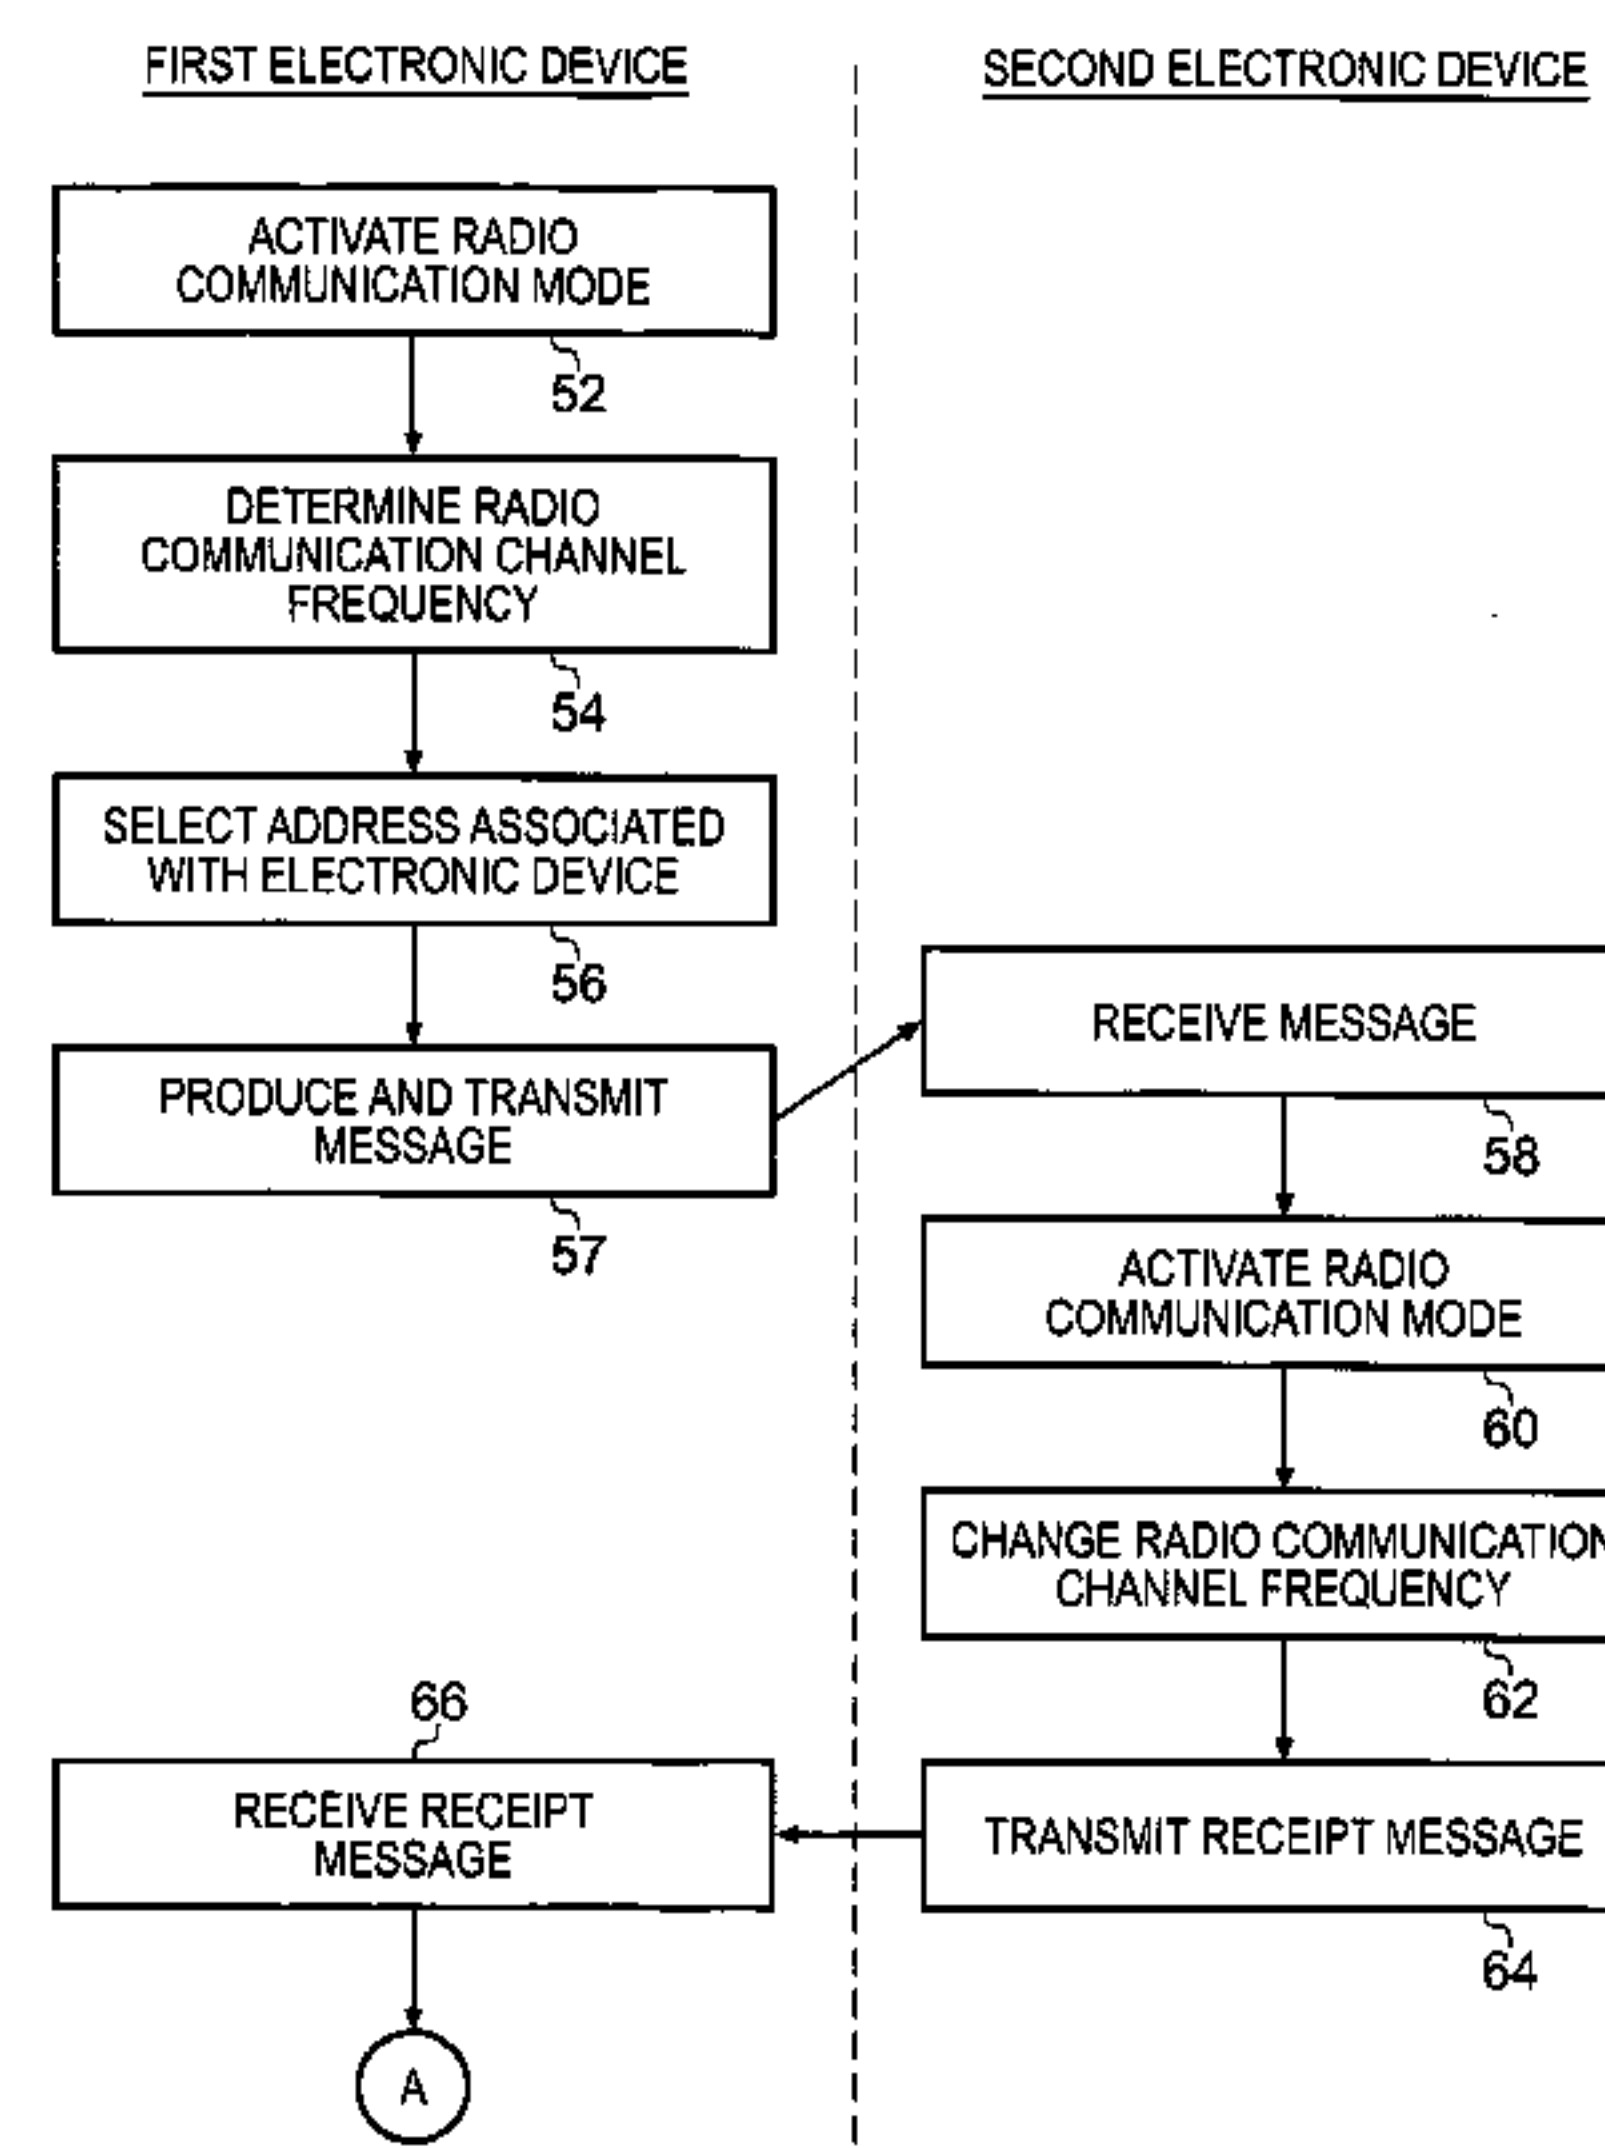 FIRST ELECTRONIC DEVICE
SECOND ELECTRONIC DEVICE
ACTIVATE RADIO
COMMUNICATION MODE
52
DETERMINE RADIO
COMMUNICATION CHANNEL
FREQUENCY
54
SELECT ADDRESS ASSOCIATED
WITH ELECTRONIC DEVICE
56
PRODUCE AND TRANSMIT
MESSAGE
57
RECEIVE MESSAGE
58
ACTIVATE RADIO
COMMUNICATION MODE
60
CHANGE RADIO COMMUNICATION
CHANNEL FREQUENCY
62
TRANSMIT RECEIPT MESSAGE
64
66
RECEIVE RECEIPT
MESSAGE
A